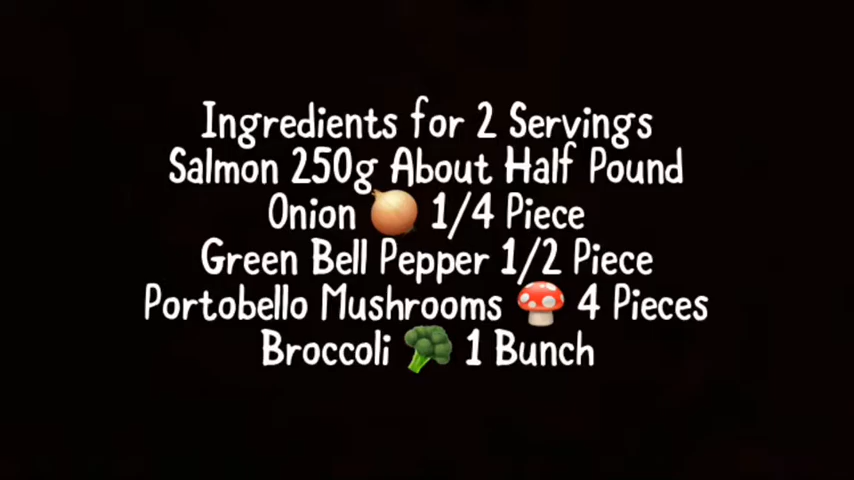 Ingredients for 2 Servings
Salmon 250g About Half Pound
Onion 🧅 1/4 Piece
Green Bell Pepper 1/2 Piece
Portobello Mushrooms 🍄 4 Pieces
Broccoli 🥦 1 Bunch